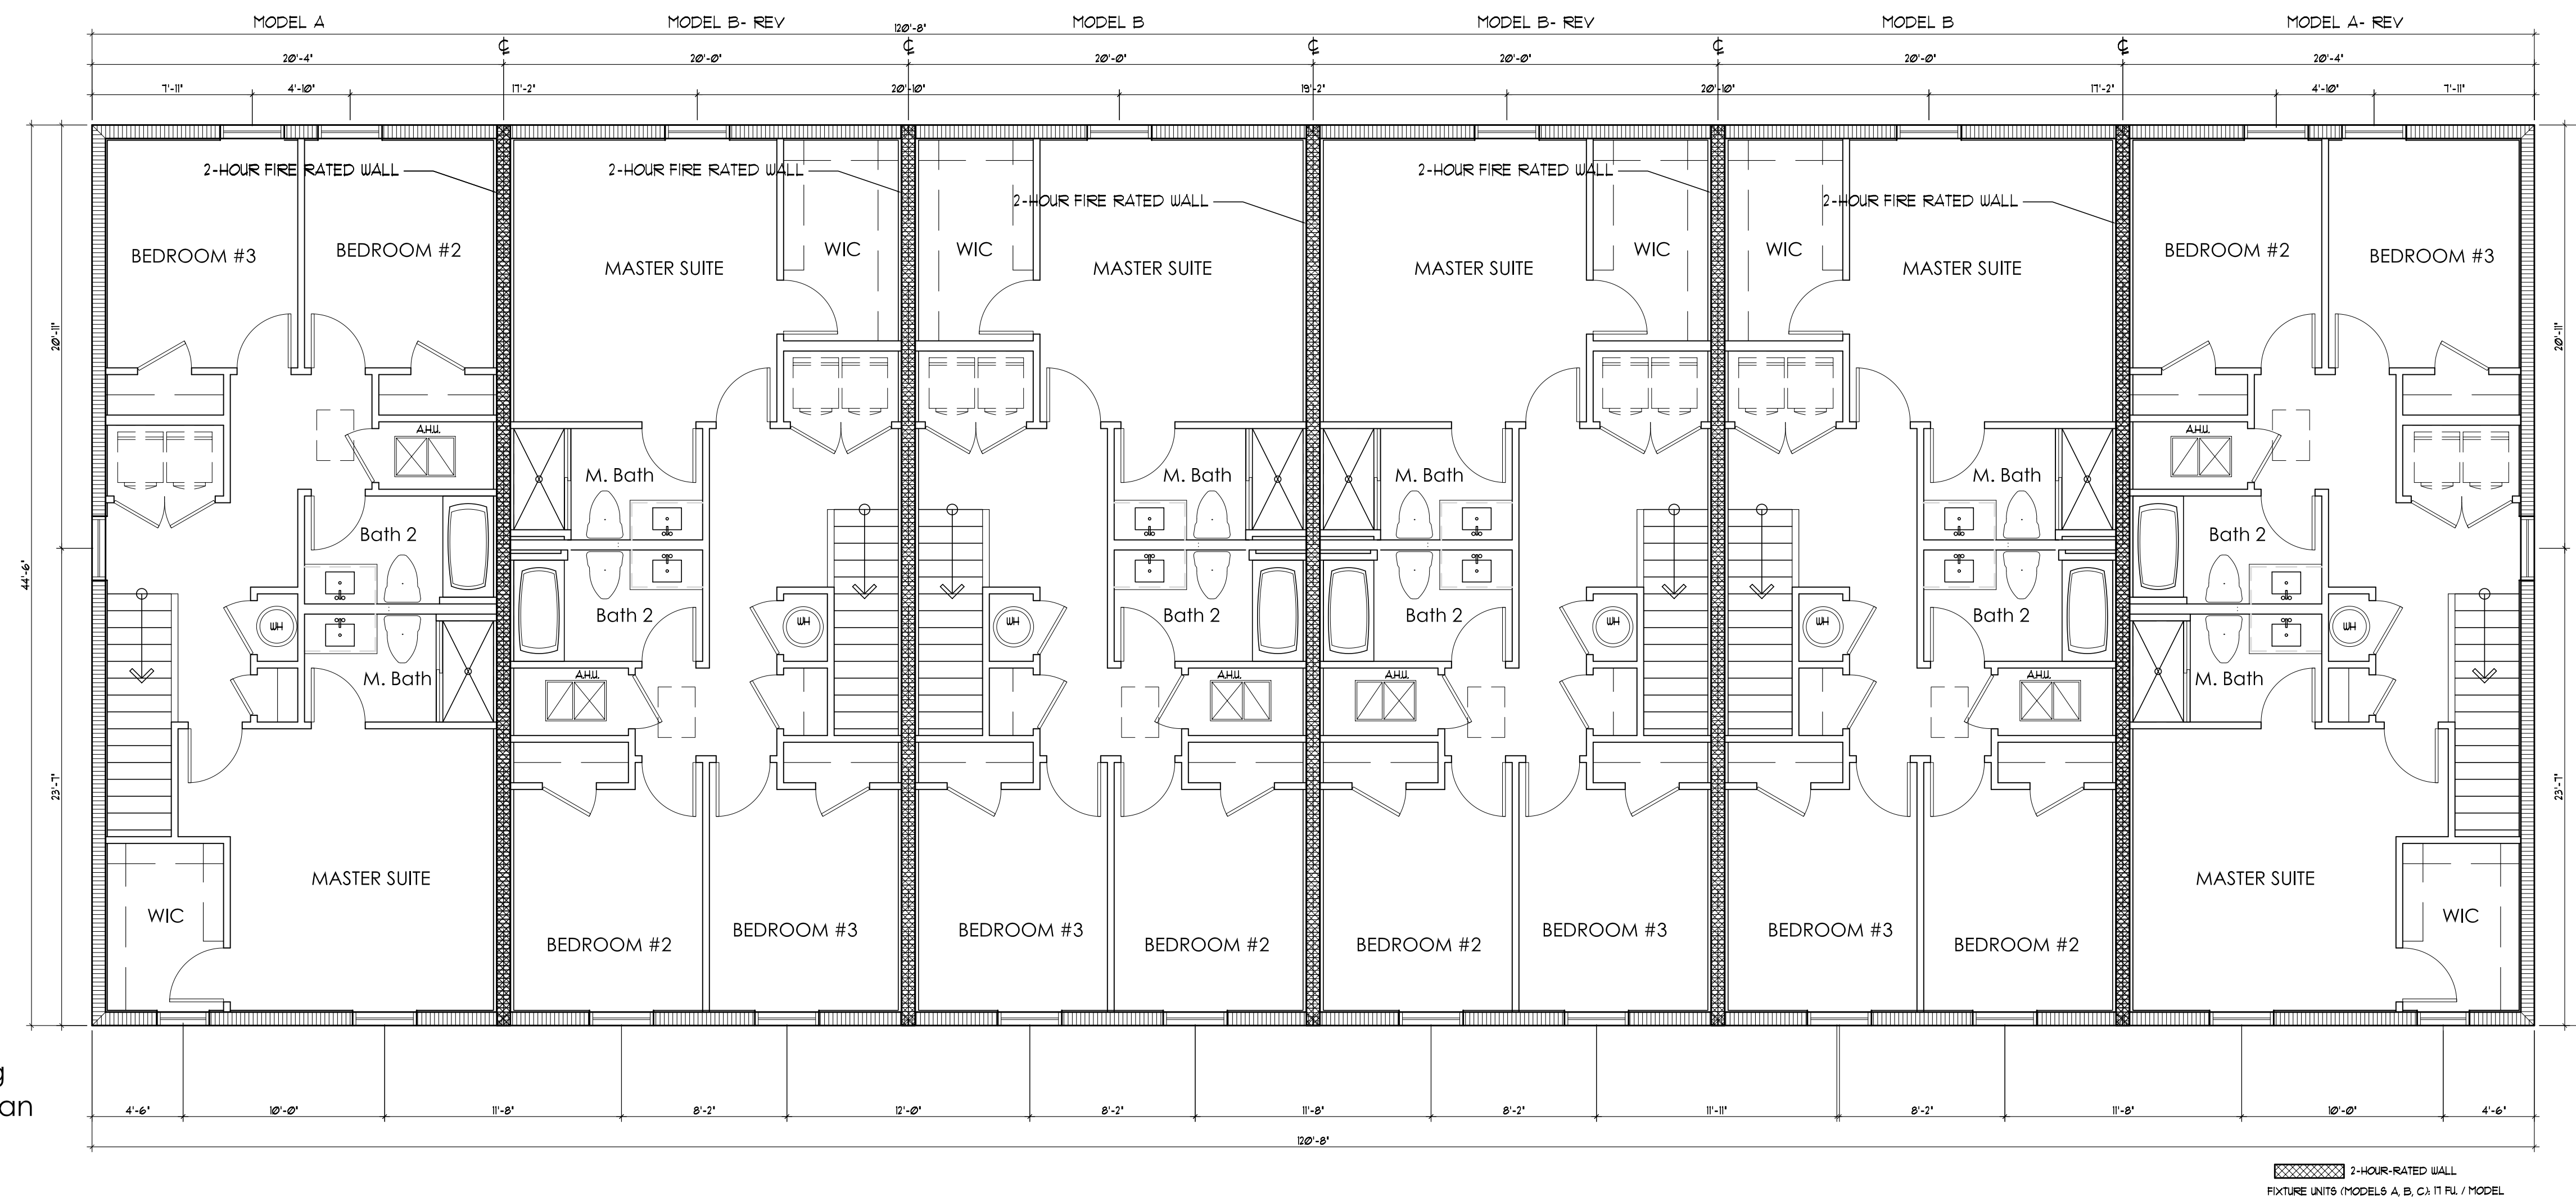 MODEL A MODEL B- REV MODEL B MODEL B- REV MODEL B MODEL A- REV
120'-8"
℄ ℄ ℄ ℄ ℄
20'-4" 20'-0" 20'-0" 20'-0" 20'-0" 20'-4"
7'-11" 4'-10" 17'-2" 20'-10" 19'-2" 20'-10" 17'-2" 4'-10" 7'-11"
2-HOUR FIRE RATED WALL 2-HOUR FIRE RATED WALL 2-HOUR FIRE RATED WALL
2-HOUR FIRE RATED WALL 2-HOUR FIRE RATED WALL
BEDROOM #3 BEDROOM #2 WIC WIC WIC WIC BEDROOM #2 BEDROOM #3
MASTER SUITE MASTER SUITE MASTER SUITE MASTER SUITE
20'-11" 20'-11"
A.H.U. A.H.U.
M. Bath M. Bath M. Bath M. Bath
Bath 2 Bath 2
44'-6"
Bath 2 Bath 2 Bath 2 Bath 2
WH WH WH WH WH WH
M. Bath A.H.U. A.H.U. A.H.U. A.H.U. M. Bath
23'-7" 23'-7"
MASTER SUITE MASTER SUITE
WIC WIC
BEDROOM #3 BEDROOM #3 BEDROOM #3 BEDROOM #3
BEDROOM #2 BEDROOM #2 BEDROOM #2 BEDROOM #2
g
an
4'-6" 10'-0" 11'-8" 8'-2" 12'-0" 8'-2" 11'-8" 8'-2" 11'-11" 8'-2" 11'-8" 10'-0" 4'-6"
120'-8"
2-HOUR-RATED WALL
FIXTURE UNITS (MODELS A, B, C): 17 F.U. / MODEL